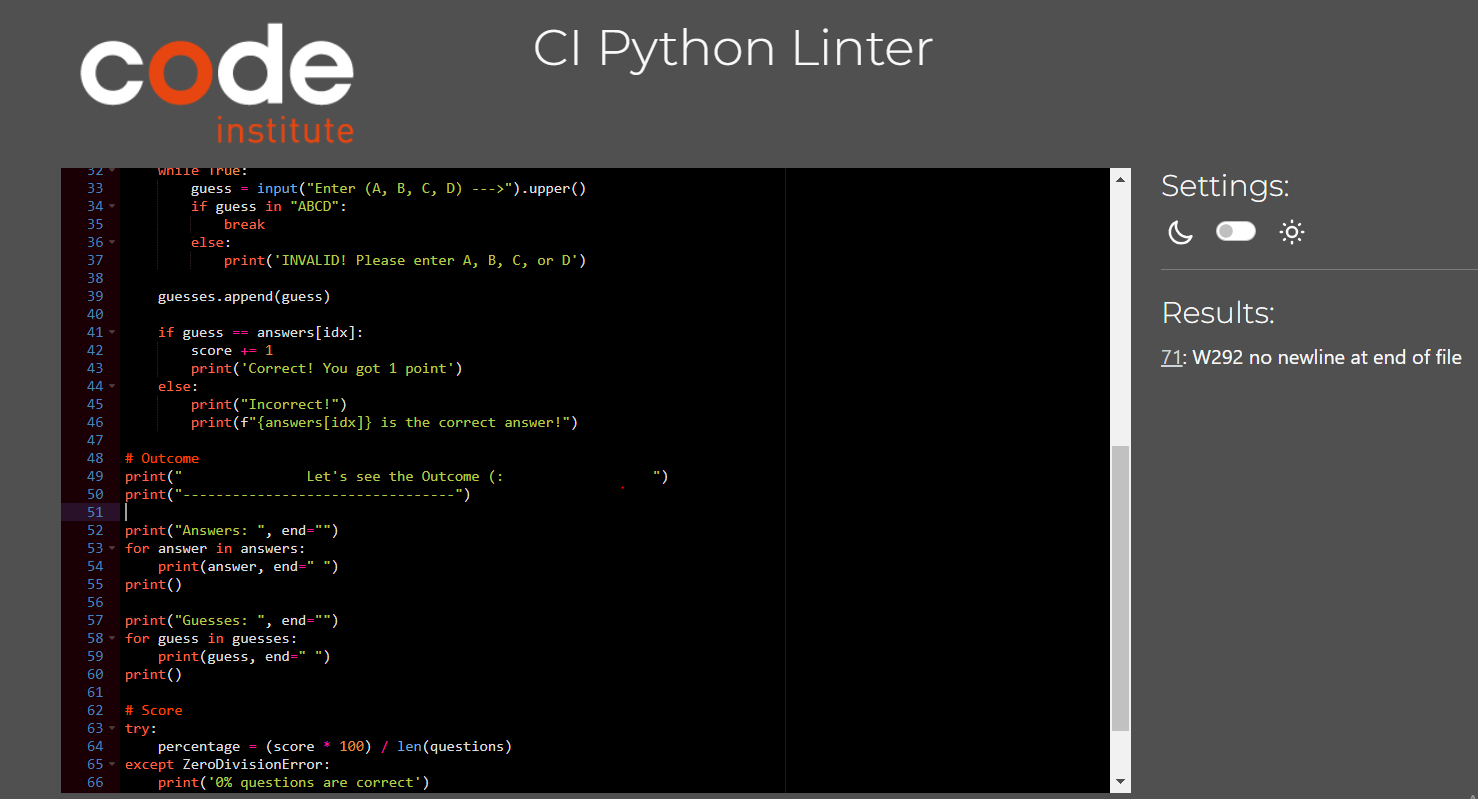 code
institute
CI Python Linter
32 while True:
33 guess = input("Enter (A, B, C, D) --->").upper()
34 if guess in "ABCD":
35 break
36 else:
37 print('INVALID! Please enter A, B, C, or D')
38
39 guesses.append(guess)
40
41 if guess == answers[idx]:
42 score += 1
43 print('Correct! You got 1 point')
44 else:
45 print("Incorrect!")
46 print(f"{answers[idx]} is the correct answer!")
47
48 # Outcome
49 print("               Let's see the Outcome (:                  ")
50 print("---------------------------------")
51
52 print("Answers: ", end="")
53 for answer in answers:
54 print(answer, end=" ")
55 print()
56
57 print("Guesses: ", end="")
58 for guess in guesses:
59 print(guess, end=" ")
60 print()
61
62 # Score
63 try:
64 percentage = (score * 100) / len(questions)
65 except ZeroDivisionError:
66 print('0% questions are correct')
Settings:
Results:
71: W292 no newline at end of file